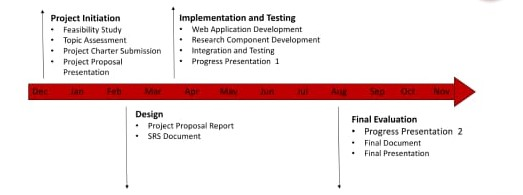 Project Initiation
• Feasibility Study
• Topic Assessment
• Project Charter Submission
• Project Proposal
Presentation
Implementation and Testing
• Web Application Development
• Research Component Development
• Integration and Testing
• Progress Presentation 1
Dec Jan Feb Mar Apr May Jun Jul Aug Sep Oct Nov
Design
• Project Proposal Report
• SRS Document
Final Evaluation
• Progress Presentation 2
• Final Document
• Final Presentation